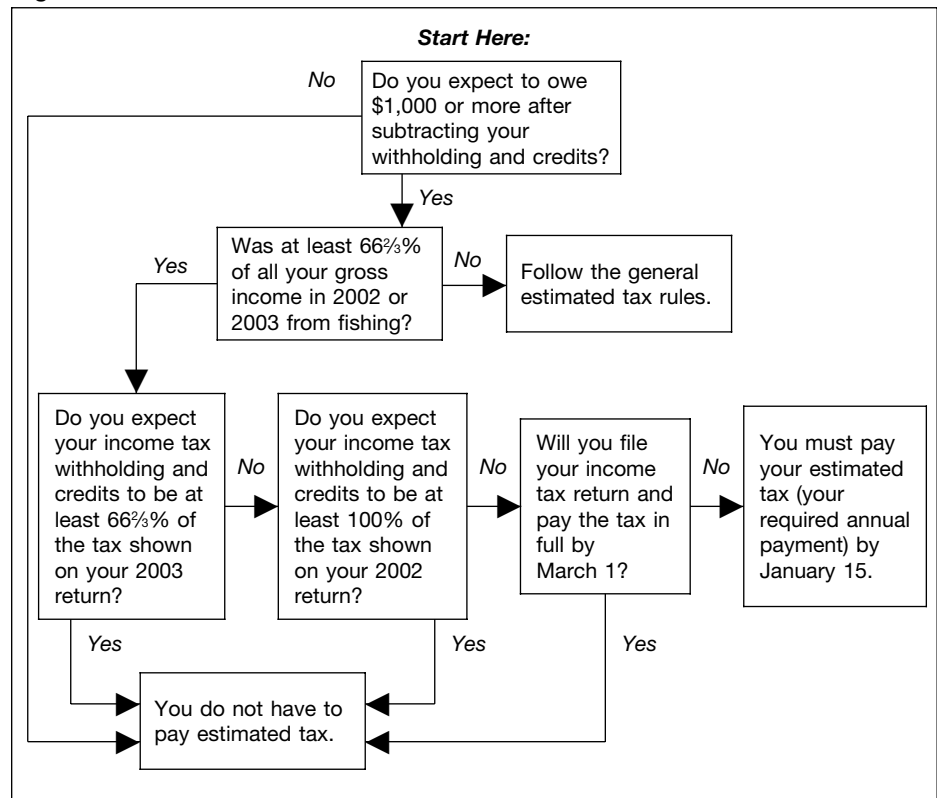 Start Here:
No
Do you expect to owe
$1,000 or more after
subtracting your
withholding and credits?
Yes
Was at least 66⅔%
of all your gross
income in 2002 or
2003 from fishing?
Yes
No
Follow the general
estimated tax rules.
Do you expect
your income tax
withholding and
credits to be at
least 66⅔% of
the tax shown
on your 2003
return?
No
Do you expect
your income tax
withholding and
credits to be at
least 100% of
the tax shown
on your 2002
return?
No
Will you file
your income
tax return and
pay the tax in
full by
March 1?
No
You must pay
your estimated
tax (your
required annual
payment) by
January 15.
Yes
Yes
Yes
You do not have to
pay estimated tax.